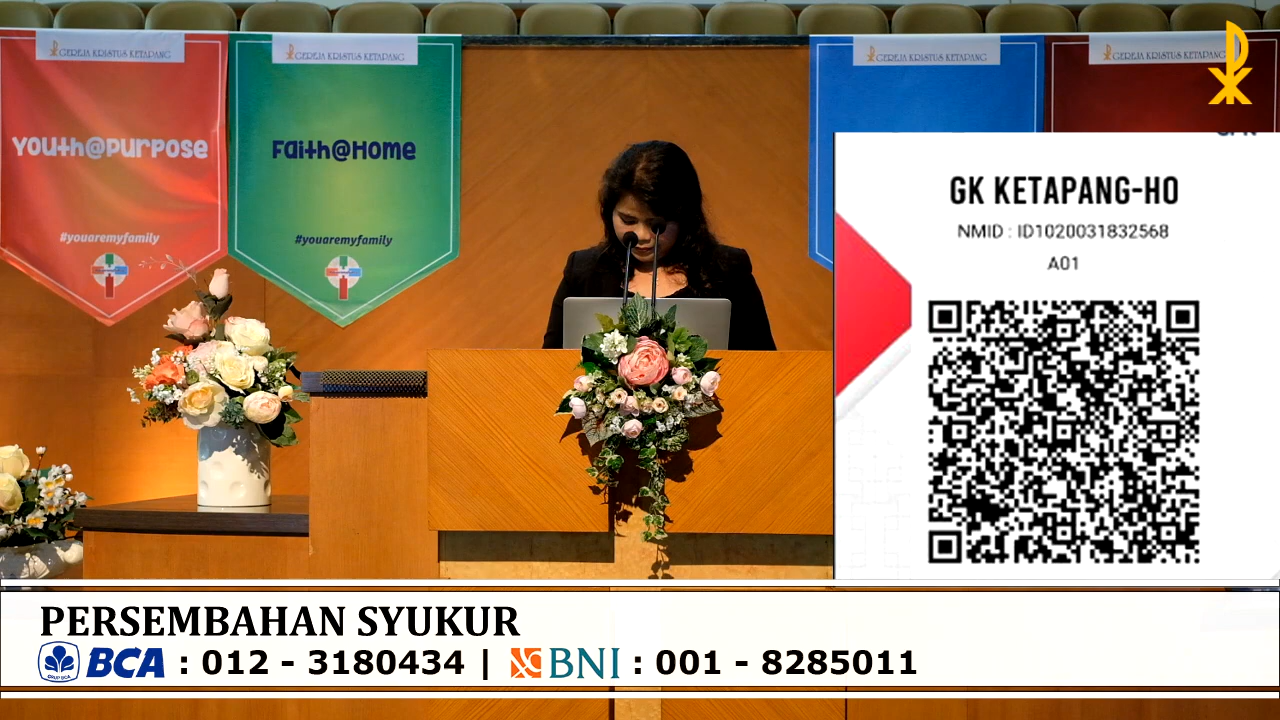 GEREJA KRISTUS KETAPANG
GEREJA KRISTUS KETAPANG
GEREJA KRISTUS KETAPANG
GEREJA KRISTUS KETAPANG
Youth@Purpose
Faith@Home
#youaremyfamily
#youaremyfamily
GK KETAPANG-HO
NMID : ID1020031832568
A01
PERSEMBAHAN SYUKUR
BCA : 012 - 3180434 | BNI : 001 - 8285011